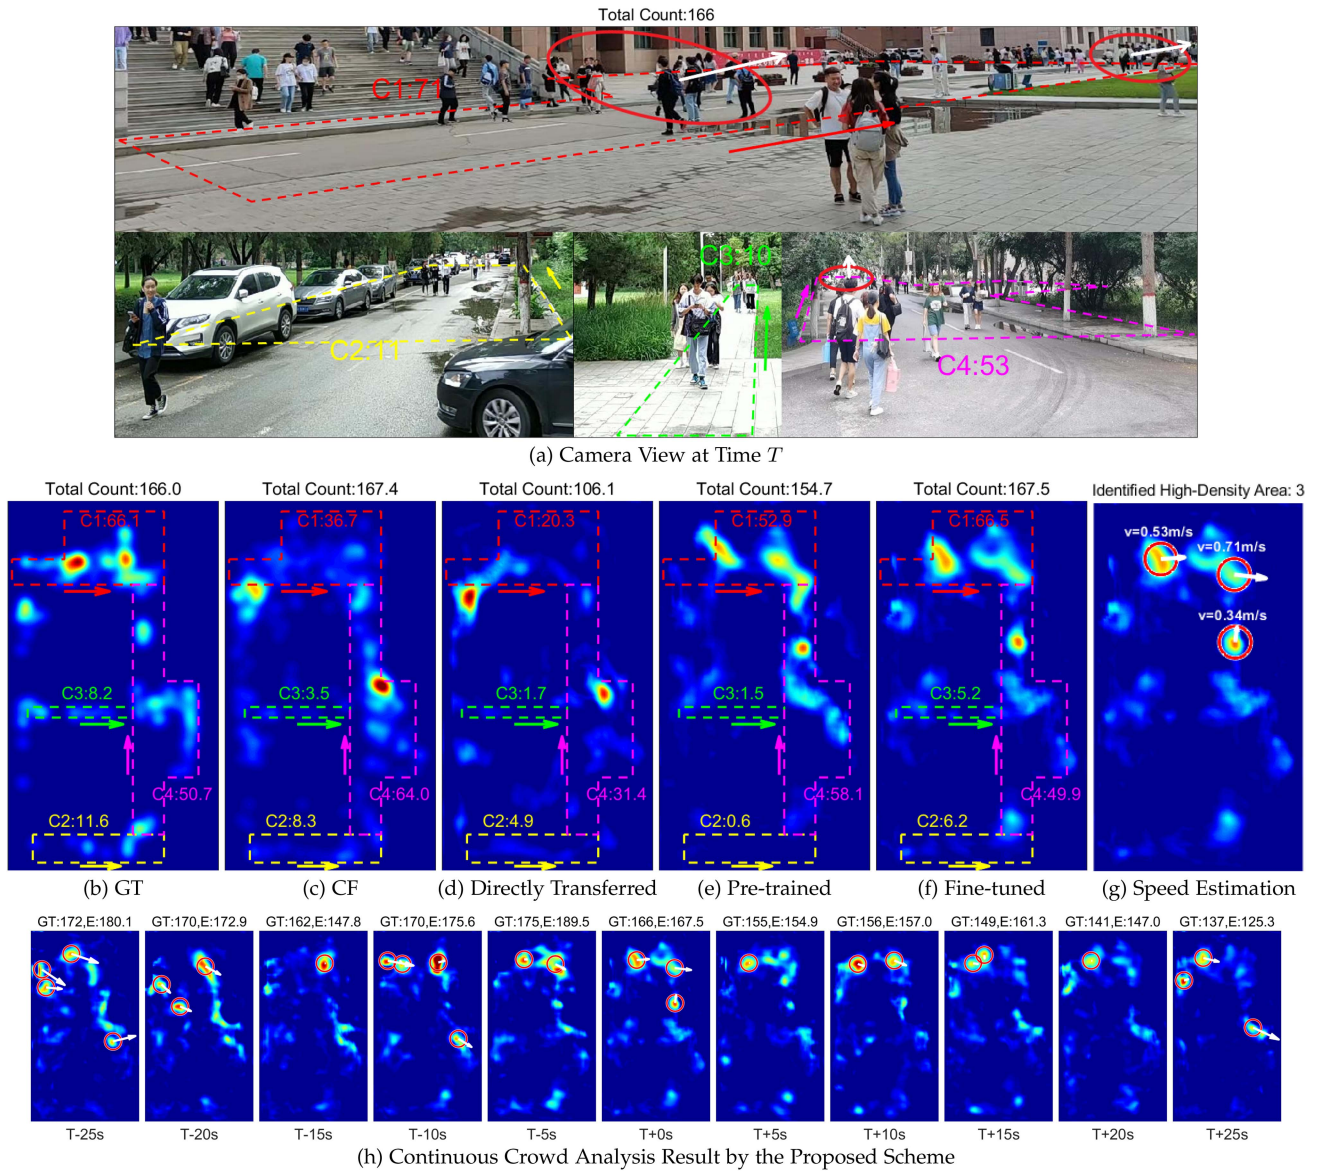 Total Count:166
C1:71
C3:10
C2:11
C4:53
(a) Camera View at Time T
Total Count:166.0
Total Count:167.4
Total Count:106.1
Total Count:154.7
Total Count:167.5
Identified High-Density Area: 3
C1:66.1
C1:36.7
C1:20.3
C1:52.9
C1:66.5
v=0.53m/s
v=0.71m/s
v=0.34m/s
C3:8.2
C3:3.5
C3:1.7
C3:1.5
C3:5.2
C4:50.7
C4:64.0
C4:31.4
C4:58.1
C4:49.9
C2:11.6
C2:8.3
C2:4.9
C2:0.6
C2:6.2
(b) GT
(c) CF
(d) Directly Transferred
(e) Pre-trained
(f) Fine-tuned
(g) Speed Estimation
GT:172,E:180.1
GT:170,E:172.9
GT:162,E:147.8
GT:170,E:175.6
GT:175,E:189.5
GT:166,E:167.5
GT:155,E:154.9
GT:156,E:157.0
GT:149,E:161.3
GT:141,E:147.0
GT:137,E:125.3
T-25s
T-20s
T-15s
T-10s
T-5s
T+0s
T+5s
T+10s
T+15s
T+20s
T+25s
(h) Continuous Crowd Analysis Result by the Proposed Scheme